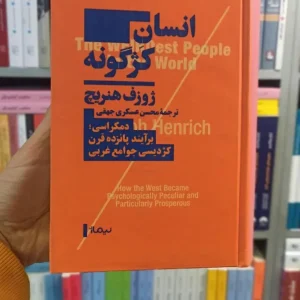 انسان
The Weirdest People
کژگونه
World
ژوزف هنریچ
ترجمهٔ محسن عسکری جهقی
Henrich
دمکراسی؛
برآیند پانزده قرن
کژدیسی جوامع غربی
How the West Became
Psychologically Peculiar and
Particularly Prosperous
نیماژ